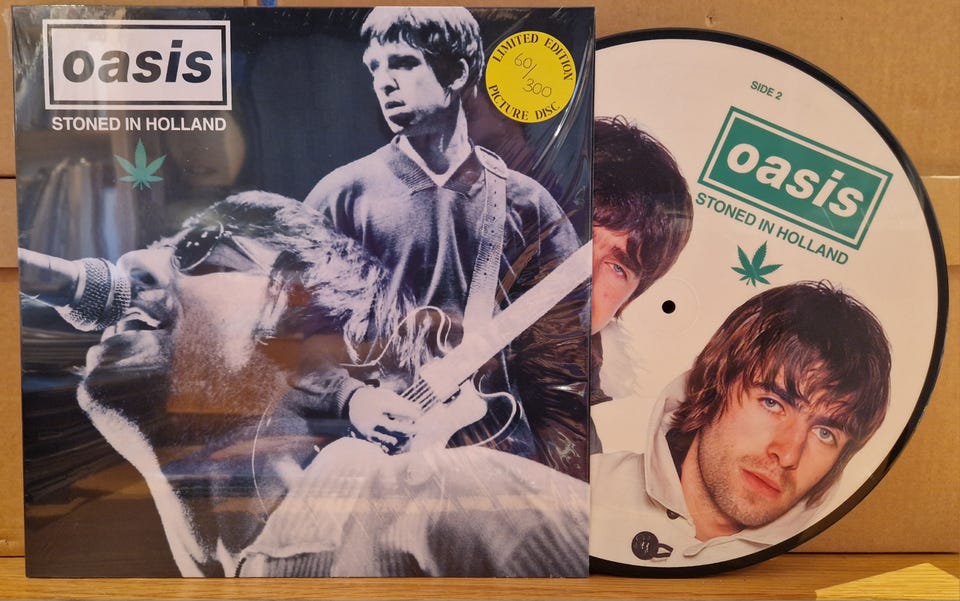 oasis
STONED IN HOLLAND
LIMITED EDITION
60/300
PICTURE DISC
SIDE 2
oasis
STONED IN HOLLAND